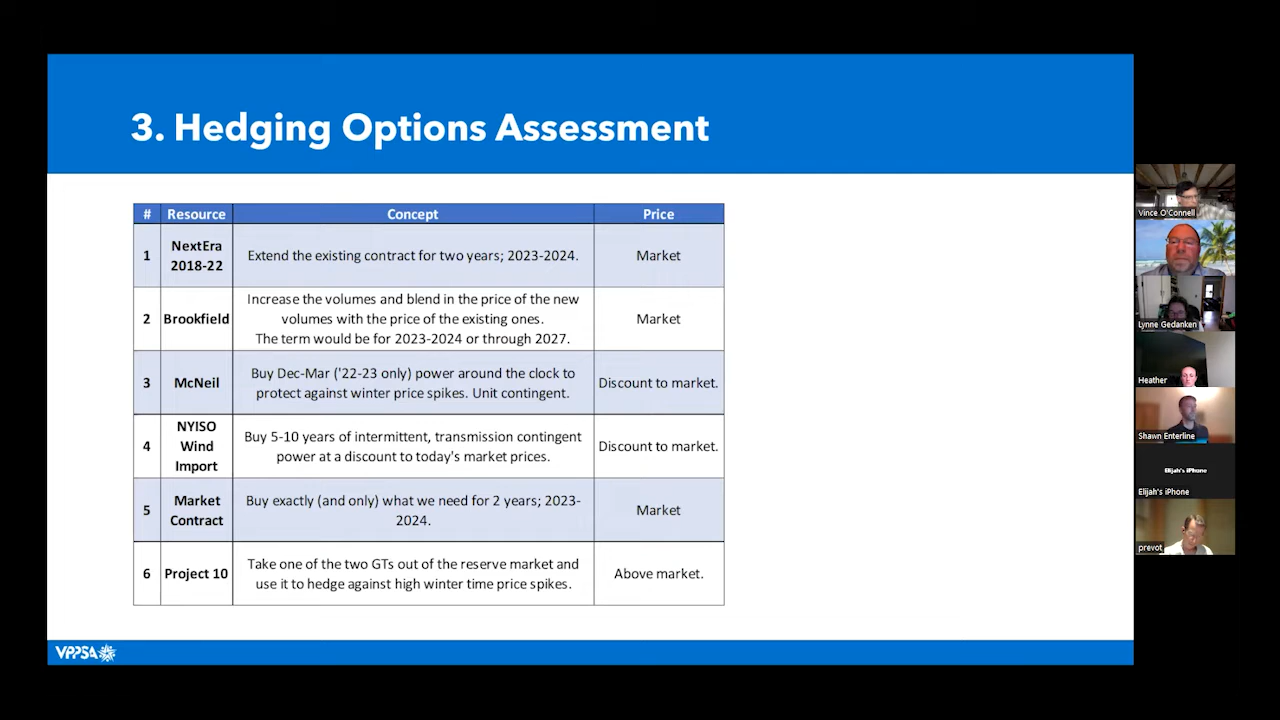 3. Hedging Options Assessment
# Resource Concept Price
1 NextEra 2018-22 Extend the existing contract for two years; 2023-2024. Market
2 Brookfield Increase the volumes and blend in the price of the new
volumes with the price of the existing ones.
The term would be for 2023-2024 or through 2027. Market
3 McNeil Buy Dec-Mar ('22-23 only) power around the clock to
protect against winter price spikes. Unit contingent. Discount to market.
4 NYISO Wind Import Buy 5-10 years of intermittent, transmission contingent
power at a discount to today's market prices. Discount to market.
5 Market Contract Buy exactly (and only) what we need for 2 years; 2023-
2024. Market
6 Project 10 Take one of the two GTs out of the reserve market and
use it to hedge against high winter time price spikes. Above market.
VPPSA
Vince O'Connell
Lynne Gedanken
Heather
Shawn Enterline
Elijah's iPhone
Elijah's iPhone
prevot